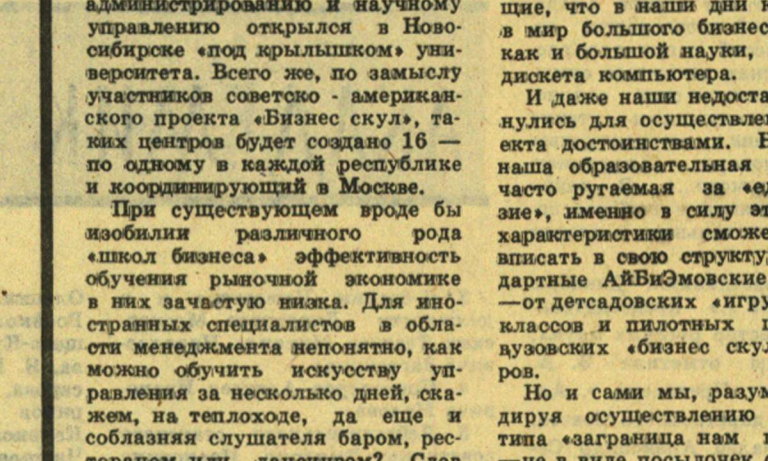 администрированию и научному
управлению открылся в Ново-
сибирске «под крылышком» уни-
верситета. Всего же, по замыслу
участников советско - американ-
ского проекта «Бизнес скул», та-
ких центров будет создано 16 —
по одному в каждой республике
и координирующий в Москве.
При существующем вроде бы
изобилии различного рода
«школ бизнеса» эффективность
обучения рыночной экономике
в них зачастую низка. Для ино-
странных специалистов в обла-
сти менеджмента непонятно, как
можно обучить искусству уп-
равления за несколько дней, ска-
жем, на теплоходе, да еще и
соблазняя слушателя баром, рес-
тораном или
щие, что в наши дни
в мир большого бизнес
как и большой науки,
дискета компьютера.
И даже наши недоста
нулись для осуществле
екта достоинствами.
наша образовательная
часто ругаемая за «ед
зие», именно в силу эт
характеристики сможе
вписать в свою структу
дартные АйБиЭмовские
—от детсадовских «игру
классов и пилотных
вузовских «бизнес скул
ров.
Но и сами мы, разум
дируя осуществлению
типа «заграница нам
—не в виде посылочек